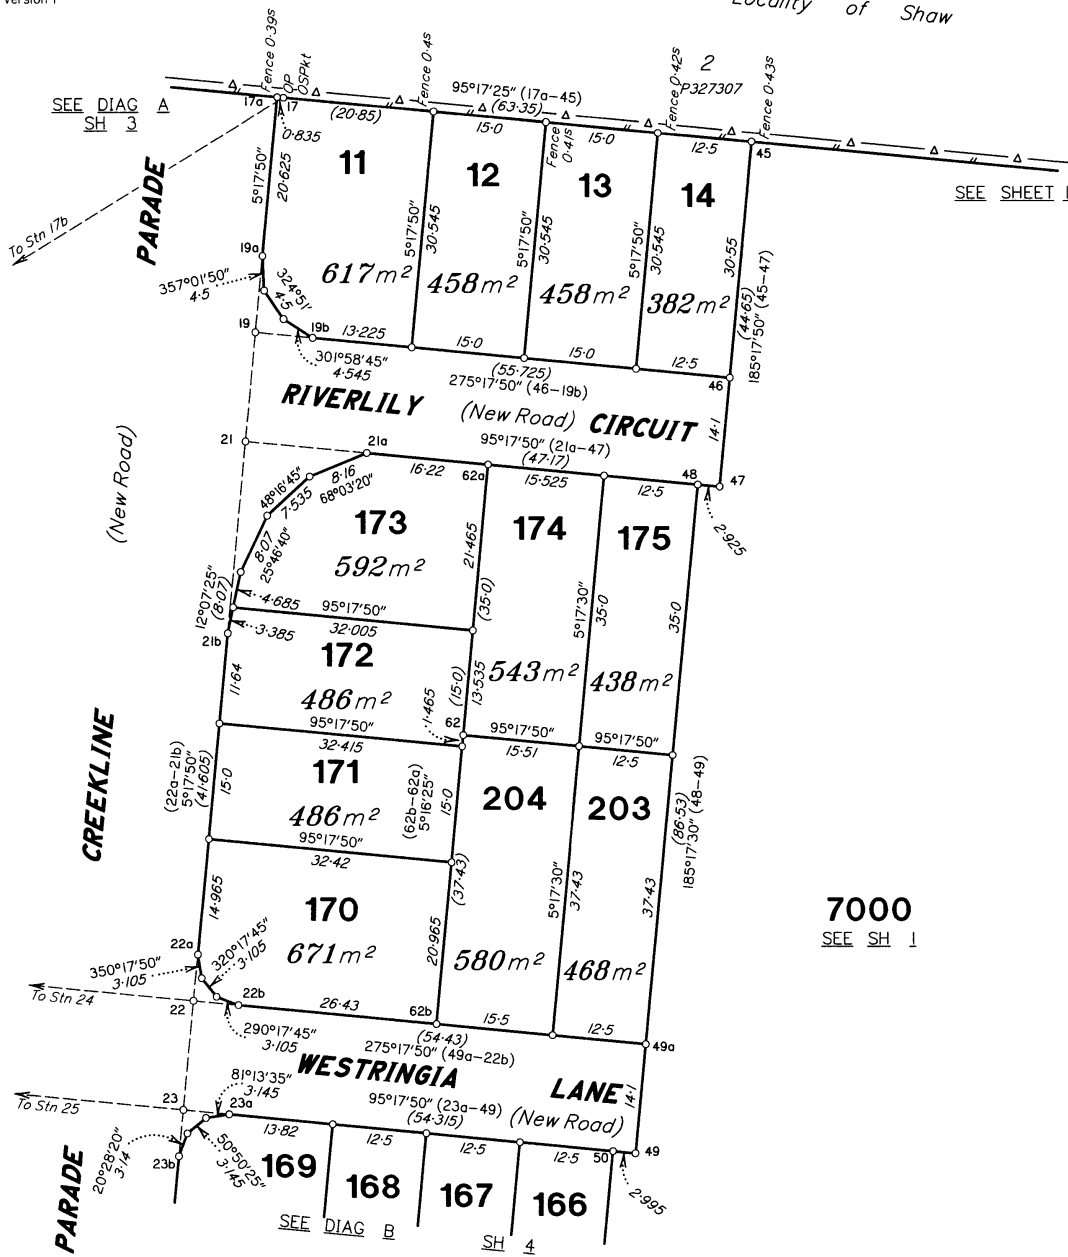 Version 1
Locality of Shaw
Fence 0·39s
OP
OSPkt
Fence 0·4s
Fence 0·42s
2
P327307
Fence 0·43s
SEE DIAG A
SH 3
17a
17
95°17'25" (17a-45)
(63·35)
(20·85)
15·0
15·0
12·5
45
Fence
0·41s
0·835
SEE SHEET
PARADE
5°17'50"
20·625
11
12
13
14
To Stn 17b
19a
357°01'50"
4·5
324°51'
4·5
617m²
5°17'50"
30·545
458m²
5°17'50"
30·545
458m²
5°17'50"
30·545
382m²
30·55
(44·65)
185°17'50" (45-47)
19
19b
13·225
301°58'45"
4·545
15·0
15·0
12·5
(55·725)
275°17'50" (46-19b)
46
RIVERLILY (New Road) CIRCUIT
14·1
(New Road)
21
21a
95°17'50" (21a-47)
(47·17)
16·22
62a
15·525
12·5
48
47
2·925
48°16'45"
7·535
8·16
68°03'20"
8·07
25°46'40"
173
592m²
21·465
(35·0)
174
543m²
5°17'30"
35·0
175
438m²
35·0
12°07'25"
(8·07)
4·685
95°17'50"
32·005
21b
3·385
172
486m²
11·64
(15·0)
13·535
1·465
62
95°17'50"
15·51
95°17'50"
12·5
95°17'50"
32·415
CREEKLINE
(22a-21b)
5°17'50"
(41·605)
15·0
171
486m²
(62b-62a)
5°16'25"
15·0
(37·43)
204
580m²
5°17'30"
37·43
203
468m²
37·43
(86·53)
185°17'30" (48-49)
95°17'50"
32·42
14·965
170
671m²
20·965
7000
SEE SH 1
22a
350°17'50"
3·105
320°17'45"
3·105
To Stn 24
22
22b
290°17'45"
3·105
26·43
62b
15·5
12·5
49a
(54·43)
275°17'50" (49a-22b)
WESTRINGIA LANE
(New Road)
14·1
81°13'35"
3·145
95°17'50" (23a-49)
(54·315)
To Stn 25
23
23a
13·82
12·5
12·5
12·5
50
49
2·995
20°28'20"
3·14
23b
50°50'25"
3·145
169
168
167
166
PARADE
SEE DIAG B
SH 4